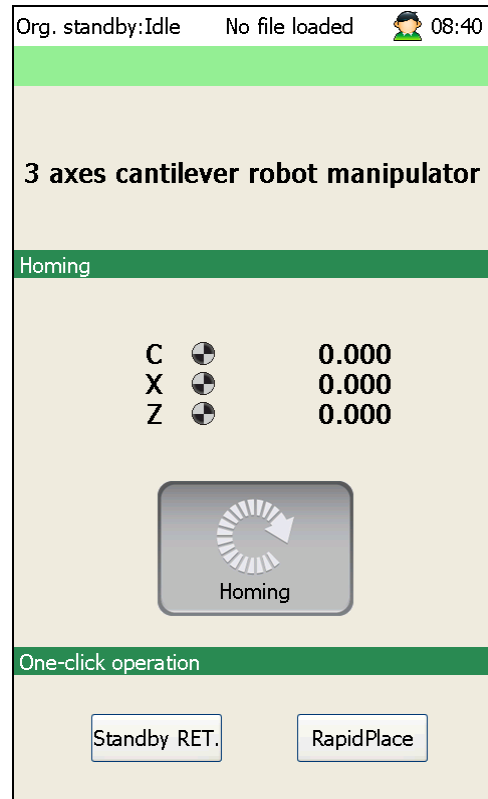 Org. standby:Idle No file loaded 08:40
3 axes cantilever robot manipulator
Homing
C 0.000
X 0.000
Z 0.000
Homing
One-click operation
Standby RET. RapidPlace